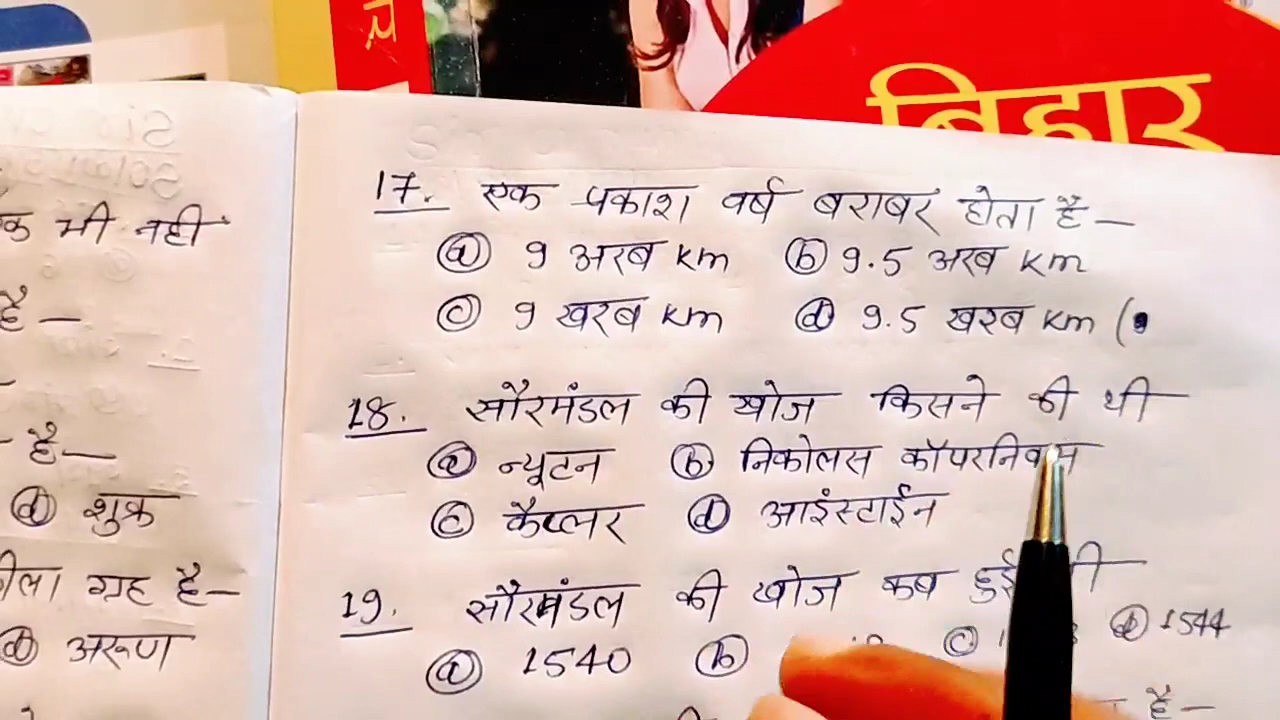 बिहार
क भी नहीं
है —
है —
ⓓ शुक्र
ीला ग्रह है —
ⓓ अरूण
17. एक प्रकाश वर्ष बराबर होता है —
ⓐ 9 अरब km ⓑ 9.5 अरब km
ⓒ 9 खरब km ⓓ 9.5 खरब km (
18. सौरमंडल की खोज किसने की थी
ⓐ न्यूटन ⓑ निकोलस कॉपरनिकस
ⓒ कैप्लर ⓓ आइंस्टाईन
19. सौरमंडल की खोज कब हुई थी
ⓐ 1540 ⓑ ⓒ ⓓ 1544
है —